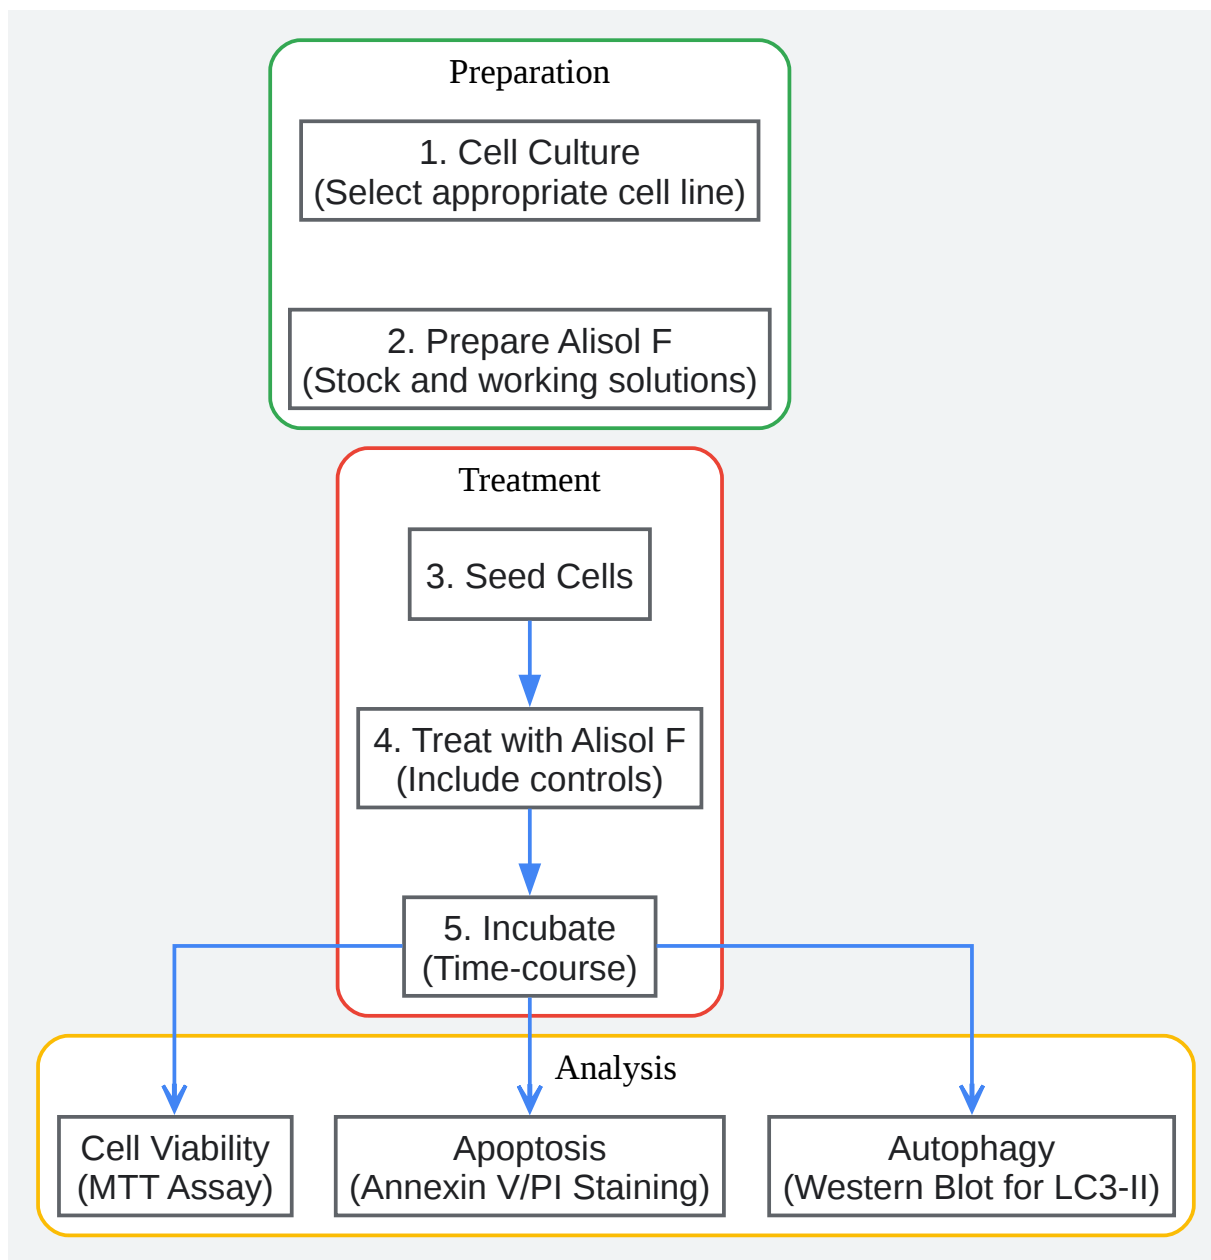 Preparation
1. Cell Culture
(Select appropriate cell line)
2. Prepare Alisol F
(Stock and working solutions)
Treatment
3. Seed Cells
4. Treat with Alisol F
(Include controls)
5. Incubate
(Time-course)
Analysis
Cell Viability
(MTT Assay)
Apoptosis
(Annexin V/PI Staining)
Autophagy
(Western Blot for LC3-II)